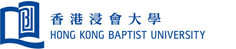 香港浸會大學
HONG KONG BAPTIST UNIVERSITY